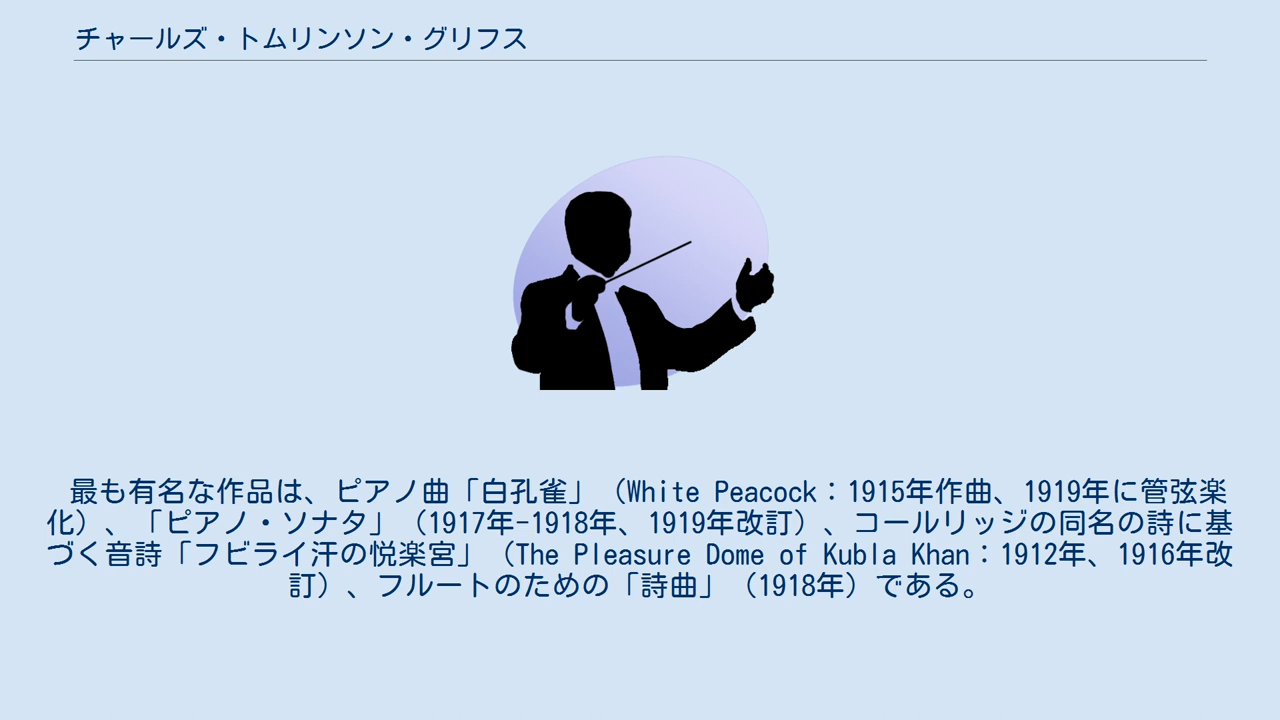 チャールズ・トムリンソン・グリフス
最も有名な作品は、ピアノ曲「白孔雀」（White Peacock：1915年作曲、1919年に管弦楽
化）、「ピアノ・ソナタ」（1917年-1918年、1919年改訂）、コールリッジの同名の詩に基
づく音詩「フビライ汗の悦楽宮」（The Pleasure Dome of Kubla Khan：1912年、1916年改
訂）、フルートのための「詩曲」（1918年）である。